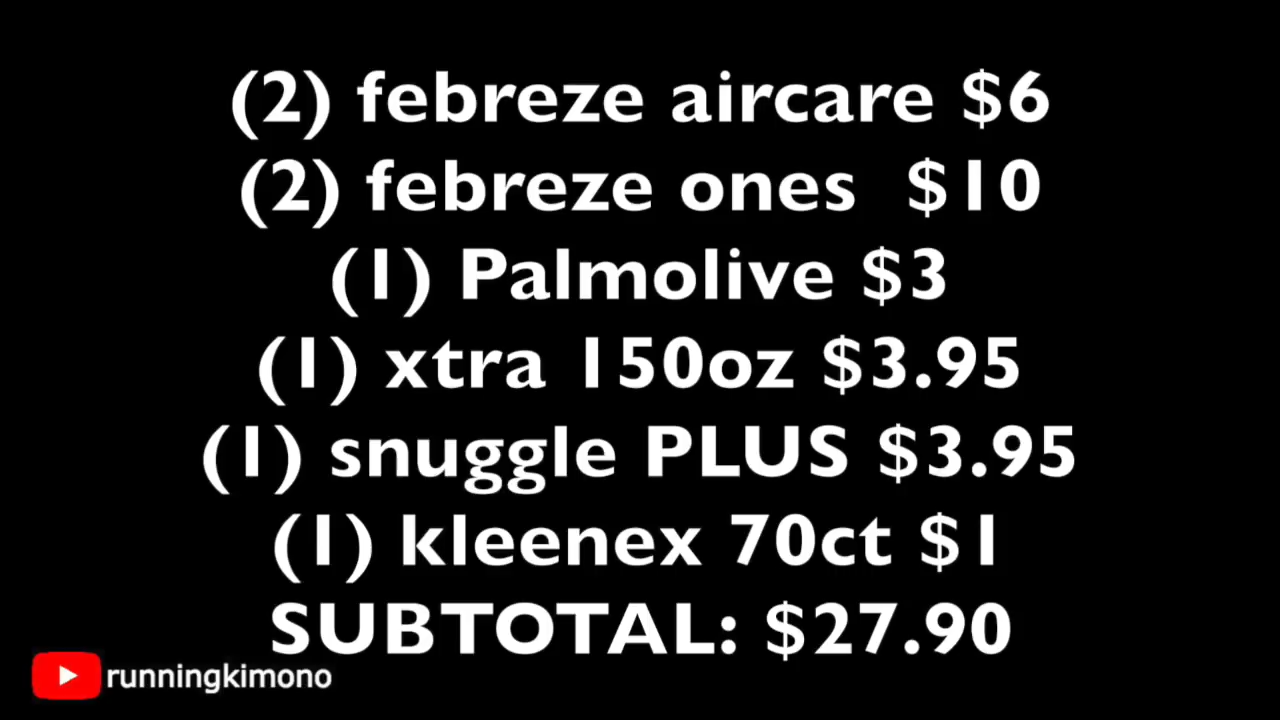 (2) febreze aircare $6
(2) febreze ones $10
(1) Palmolive $3
(1) xtra 150oz $3.95
(1) snuggle PLUS $3.95
(1) kleenex 70ct $1
SUBTOTAL: $27.90
runningkimono